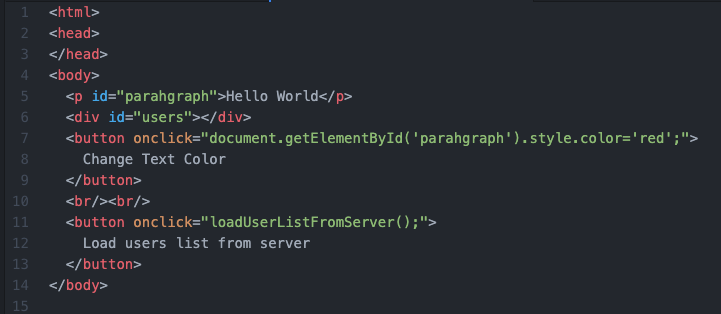 1 <html>
2 <head>
3 </head>
4 <body>
5   <p id="parahgraph">Hello World</p>
6   <div id="users"></div>
7   <button onclick="document.getElementById('parahgraph').style.color='red';">
8     Change Text Color
9   </button>
10   <br/><br/>
11   <button onclick="loadUserListFromServer();">
12     Load users list from server
13   </button>
14 </body>
15